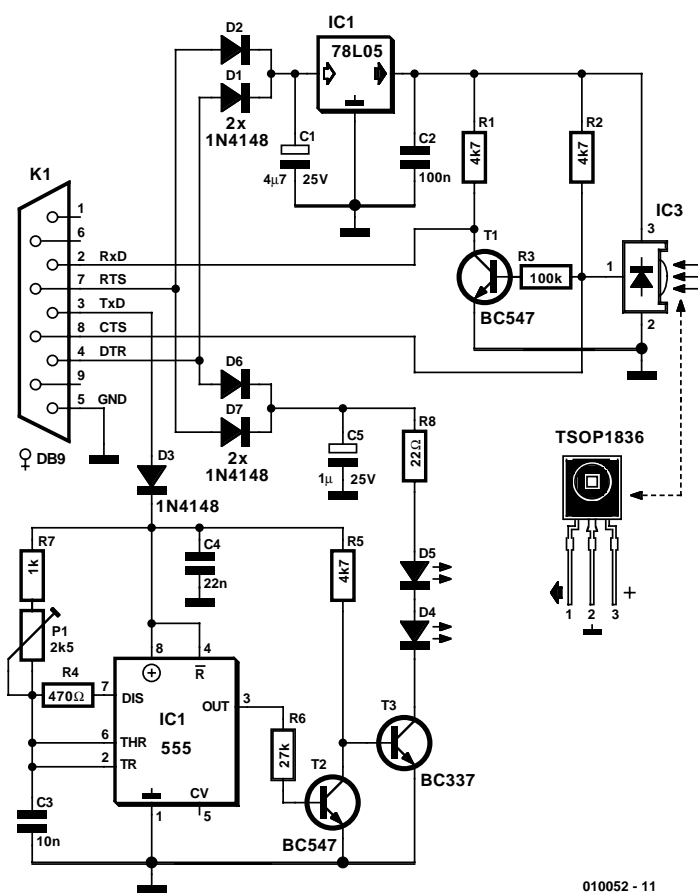 D2
IC1
78L05
D1
2x
1N4148
C1
4µ7
25V
C2
100n
R1
4k7
R2
4k7
IC3
K1
1
6
2
RxD
7
RTS
3
TxD
8
CTS
4
DTR
9
5
GND
♀ DB9
T1
R3
100k
BC547
3
1
2
D6
D7
2x
1N4148
C5
1µ
25V
R8
22Ω
TSOP1836
1
2
3
+
D3
1N4148
R7
1k
P1
2k5
R4
470Ω
C4
22n
R5
4k7
D5
D4
8
4
R
7
DIS
OUT
3
IC1
555
6
THR
2
TR
CV
1
5
R6
27k
T2
BC547
T3
BC337
C3
10n
010052 - 11